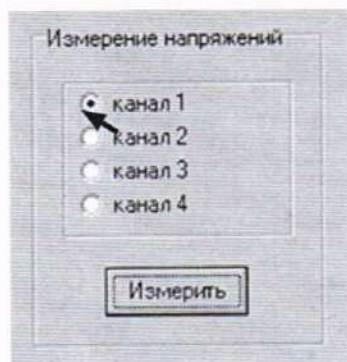 Измерение напряжений
канал 1
канал 2
канал 3
канал 4
Измерить